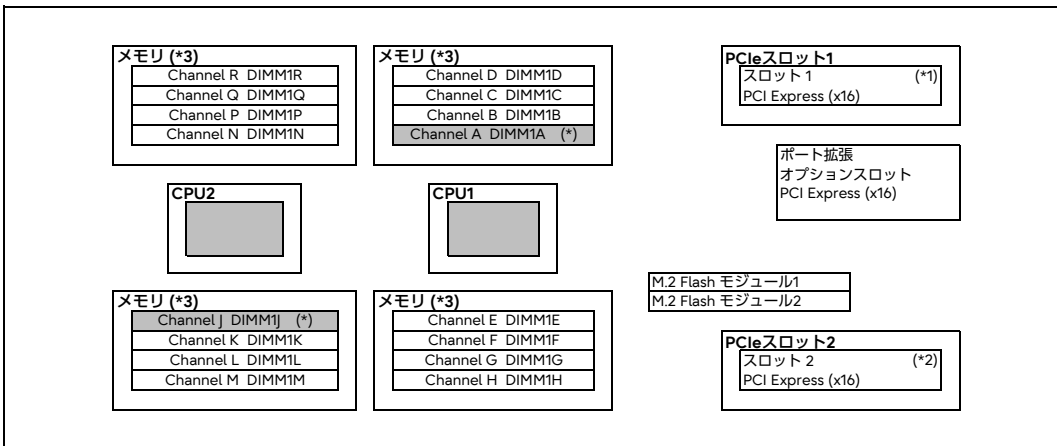 メモリ (*3)
Channel R DIMM1R
Channel Q DIMM1Q
Channel P DIMM1P
Channel N DIMM1N
メモリ (*3)
Channel D DIMM1D
Channel C DIMM1C
Channel B DIMM1B
Channel A DIMM1A (*)
PCIeスロット1
スロット 1 (*1)
PCI Express (x16)
ポート拡張
オプションスロット
PCI Express (x16)
CPU2
CPU1
M.2 Flash モジュール1
M.2 Flash モジュール2
メモリ (*3)
Channel J DIMM1J (*)
Channel K DIMM1K
Channel L DIMM1L
Channel M DIMM1M
メモリ (*3)
Channel E DIMM1E
Channel F DIMM1F
Channel G DIMM1G
Channel H DIMM1H
PCIeスロット2
スロット 2 (*2)
PCI Express (x16)